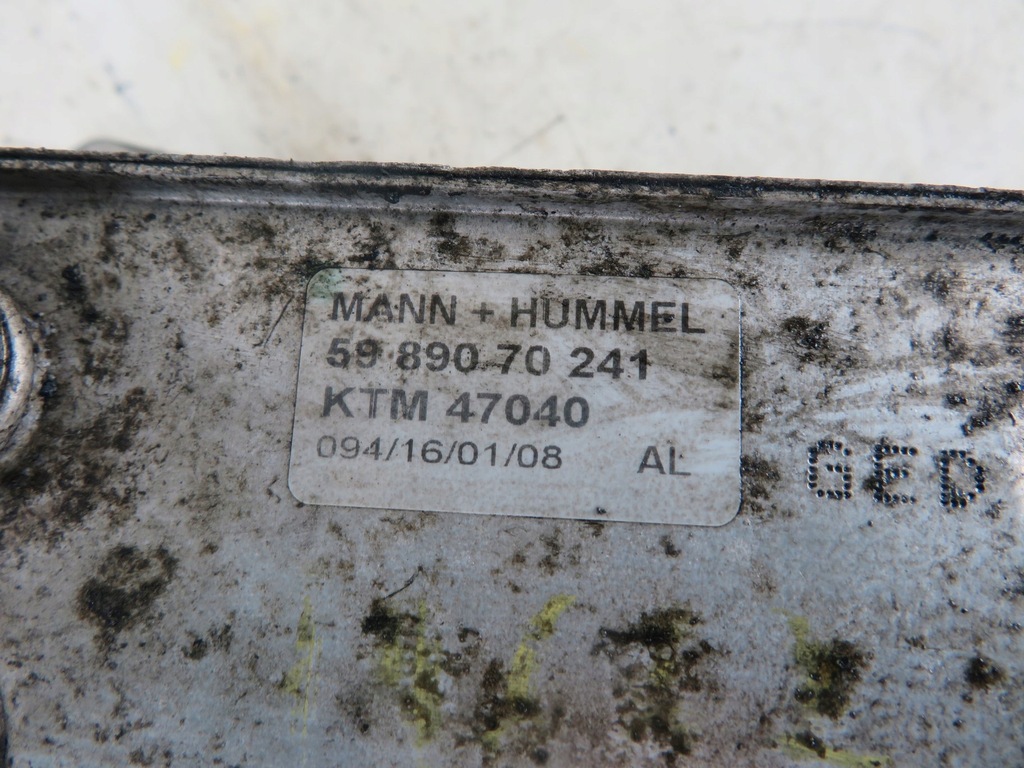 MANN + HUMMEL
59 890 70 241
KTM 47040
094/16/01/08 AL
GED